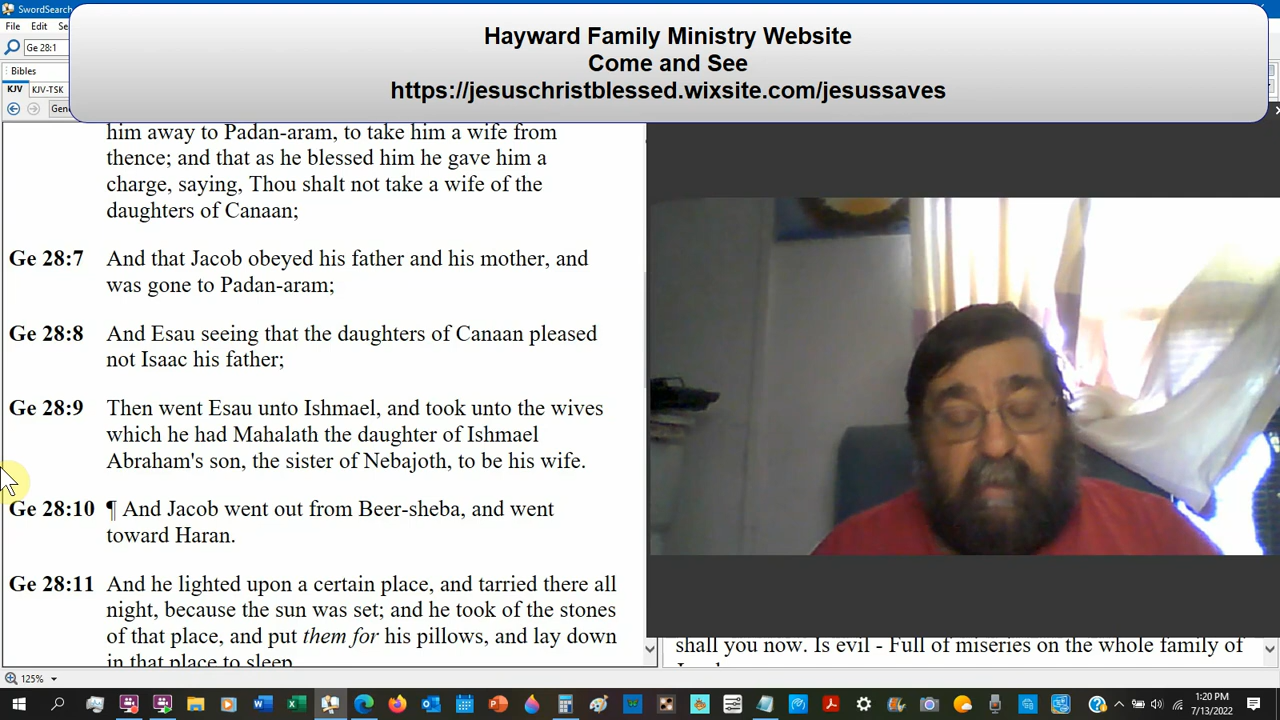 SwordSearch
Hayward Family Ministry Website
Come and See
https://jesuschristblessed.wixsite.com/jesussaves
File Edit
Ge 28:1
Bibles
KJV KJV-TSK
him away to Padan-aram, to take him a wife from
thence; and that as he blessed him he gave him a
charge, saying, Thou shalt not take a wife of the
daughters of Canaan;
Ge 28:7 And that Jacob obeyed his father and his mother, and
was gone to Padan-aram;
Ge 28:8 And Esau seeing that the daughters of Canaan pleased
not Isaac his father;
Ge 28:9 Then went Esau unto Ishmael, and took unto the wives
which he had Mahalath the daughter of Ishmael
Abraham's son, the sister of Nebajoth, to be his wife.
Ge 28:10 ¶ And Jacob went out from Beer-sheba, and went
toward Haran.
Ge 28:11 And he lighted upon a certain place, and tarried there all
night, because the sun was set; and he took of the stones
of that place, and put them for his pillows, and lay down
in that place to sleep
shall you now. Is evil - Full of miseries on the whole family of
125%
1:20 PM
7/13/2022